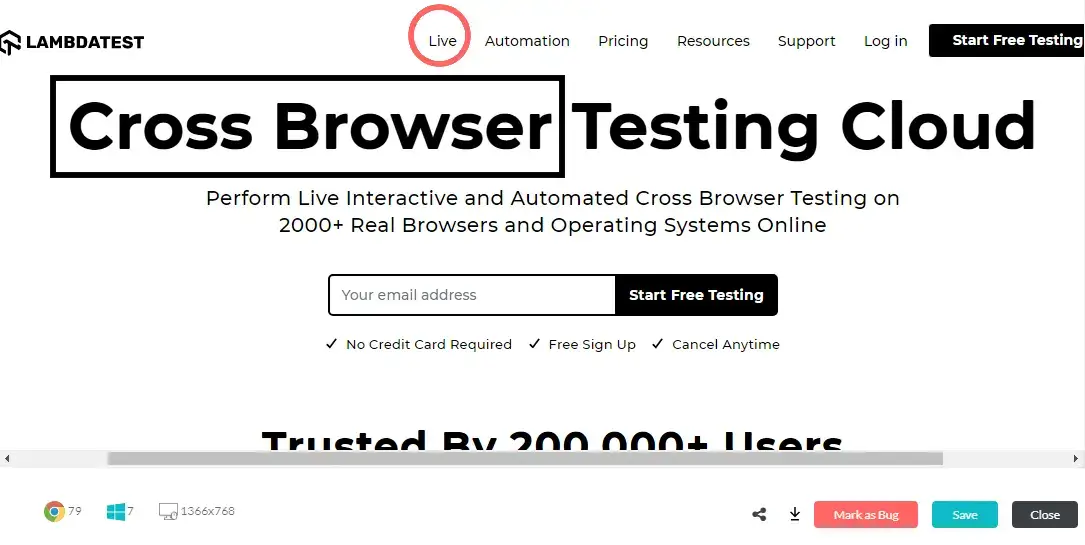 LAMBDATEST Live Automation Pricing Resources Support Log in Start Free Testing
Cross Browser Testing Cloud
Perform Live Interactive and Automated Cross Browser Testing on
2000+ Real Browsers and Operating Systems Online
Your email address Start Free Testing
No Credit Card Required Free Sign Up Cancel Anytime
Trusted By 200,000+ Users
79 7 1366x768 Mark as Bug Save Close